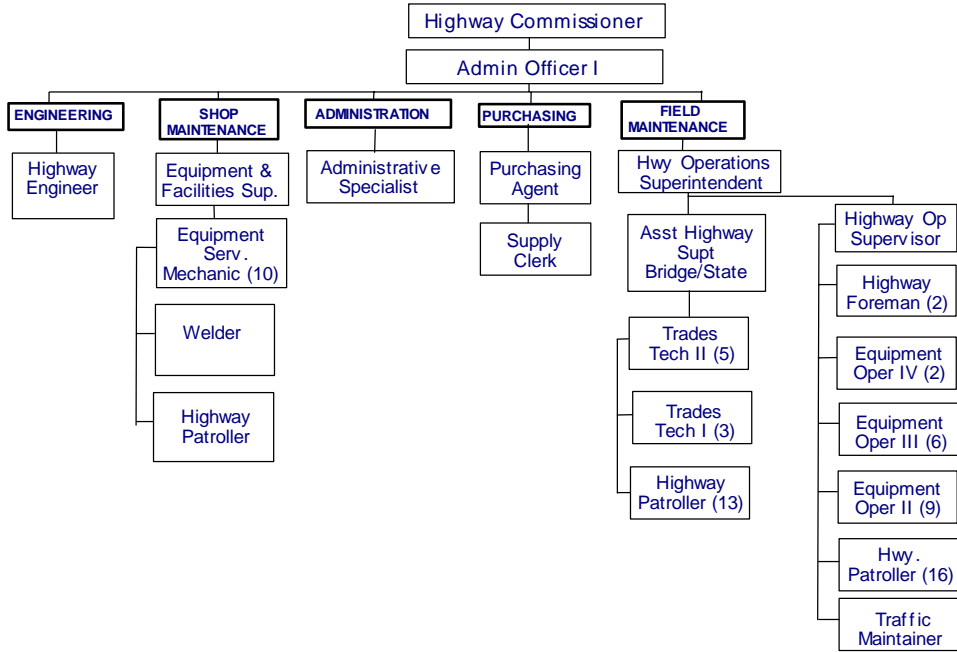 Highway Commissioner
Admin Officer I
ENGINEERING
SHOP
MAINTENANCE
ADMINISTRATION
PURCHASING
FIELD
MAINTENANCE
Highway
Engineer
Equipment &
Facilities Sup.
Equipment
Serv.
Mechanic (10)
Welder
Highway
Patroller
Administrative
Specialist
Purchasing
Agent
Supply
Clerk
Hwy Operations
Superintendent
Asst Highway
Supt
Bridge/State
Trades
Tech II (5)
Trades
Tech I (3)
Highway
Patroller (13)
Highway Op
Supervisor
Highway
Foreman (2)
Equipment
Oper IV (2)
Equipment
Oper III (6)
Equipment
Oper II (9)
Hwy.
Patroller (16)
Traffic
Maintainer